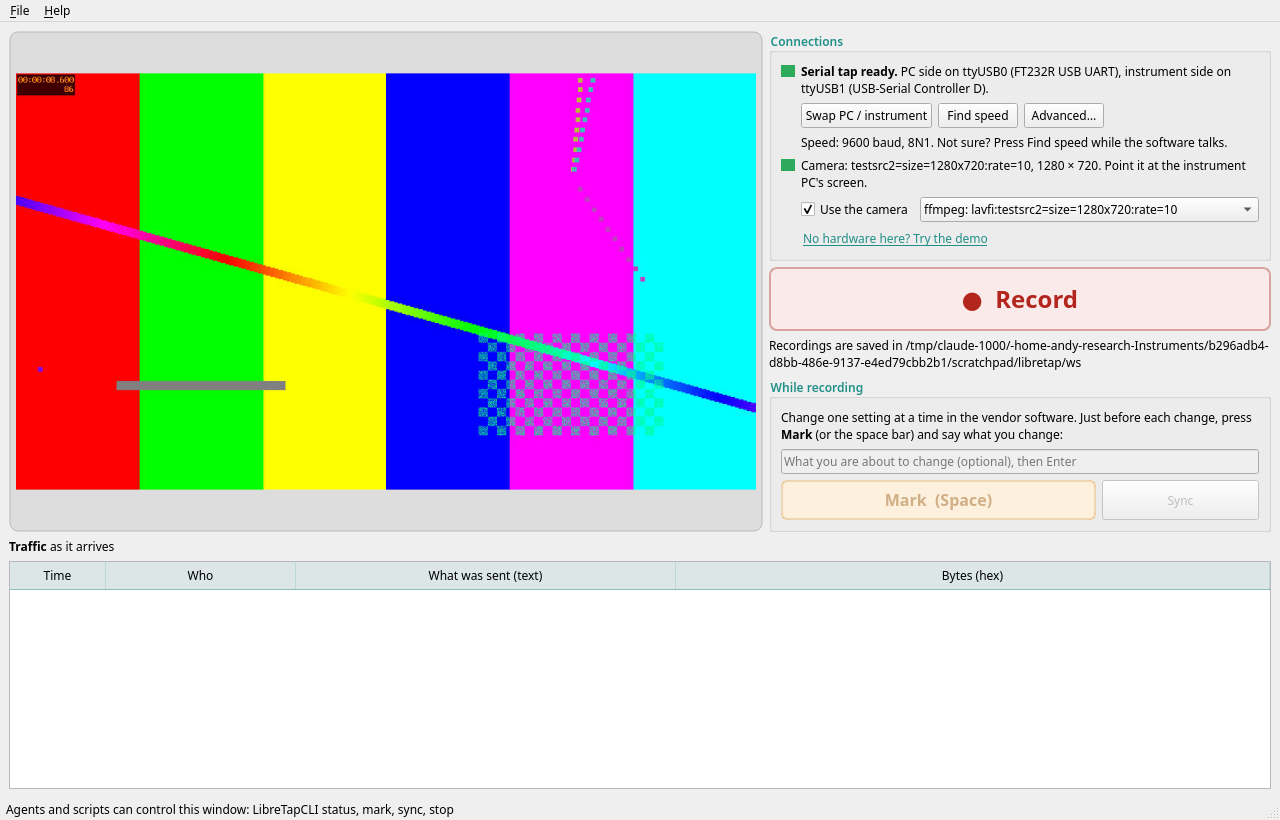 File Help
00:00:08.600
86
Connections
Serial tap ready. PC side on ttyUSB0 (FT232R USB UART), instrument side on
ttyUSB1 (USB-Serial Controller D).
Swap PC / instrument Find speed Advanced...
Speed: 9600 baud, 8N1. Not sure? Press Find speed while the software talks.
Camera: testsrc2=size=1280x720:rate=10, 1280 × 720. Point it at the instrument
PC's screen.
Use the camera ffmpeg: lavfi:testsrc2=size=1280x720:rate=10
No hardware here? Try the demo
Record
Recordings are saved in /tmp/claude-1000/-home-andy-research-Instruments/b296adb4-
d8bb-486e-9137-e4ed79cbb2b1/scratchpad/libretap/ws
While recording
Change one setting at a time in the vendor software. Just before each change, press
Mark (or the space bar) and say what you change:
What you are about to change (optional), then Enter
Mark (Space) Sync
Traffic as it arrives
Time Who What was sent (text) Bytes (hex)
Agents and scripts can control this window: LibreTapCLI status, mark, sync, stop